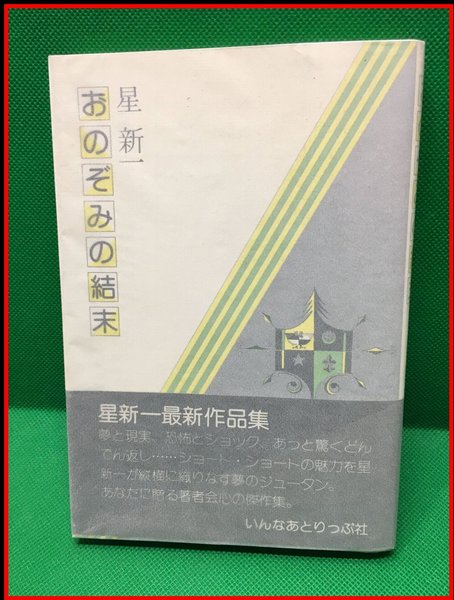 星 新一
おのぞみの結末
星新一最新作品集
夢と現実、恐怖とショック。あっと驚くどん
でん返し……ショート・ショートの魅力を星
新一が縦横に織りなす夢のジュータン。
あなたに贈る著者会心の傑作集。
いんなあとりっぷ社